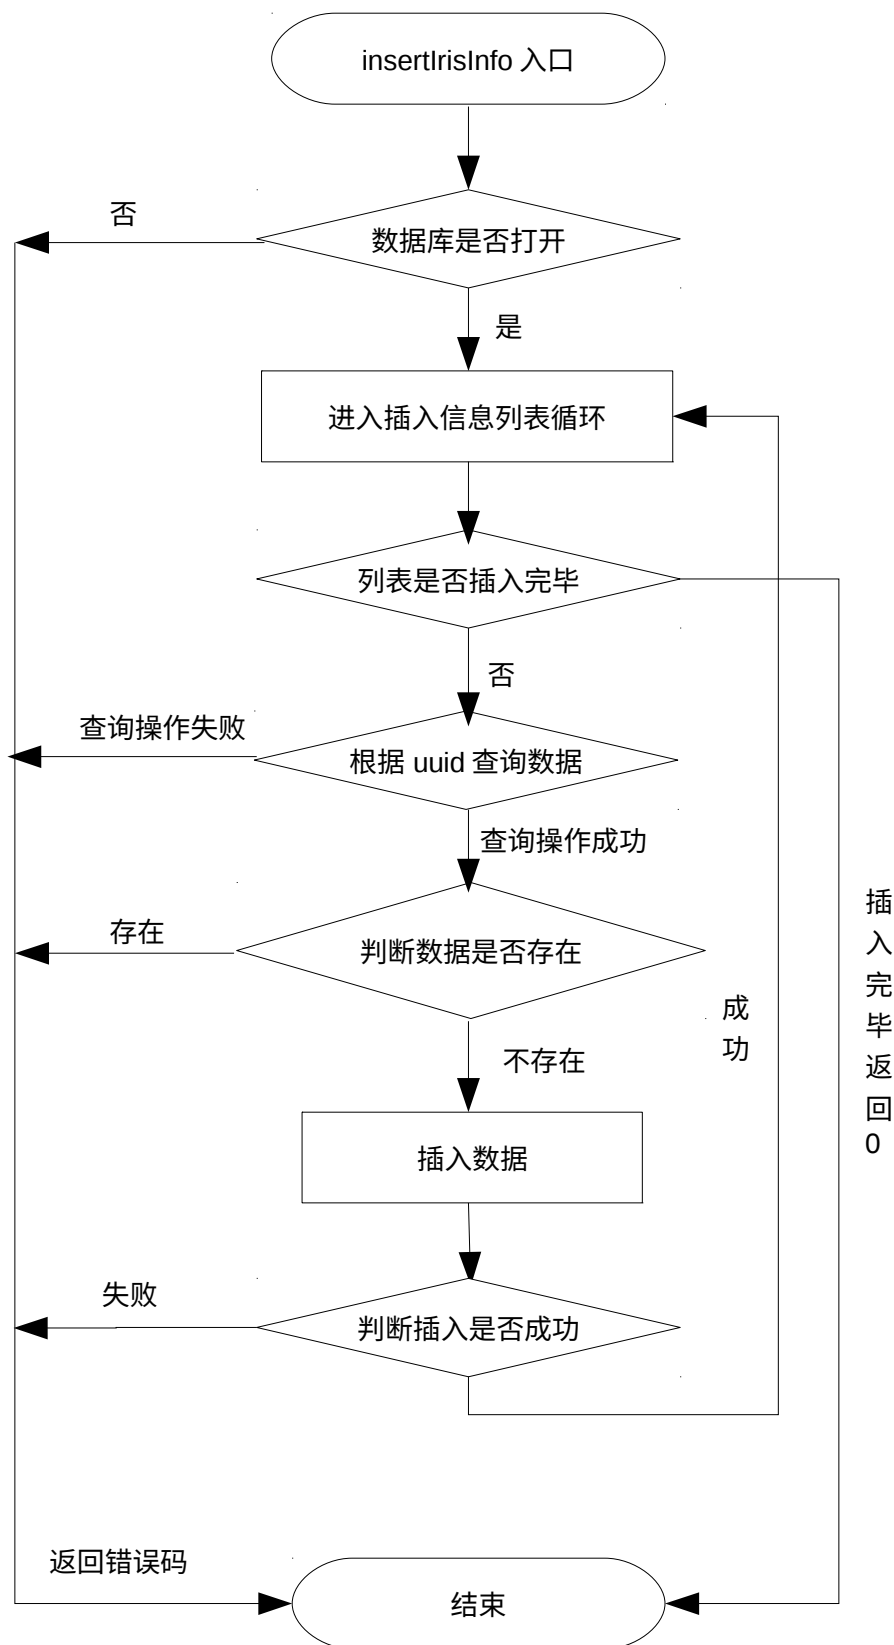 insertIrisInfo 入口
否
数据库是否打开
是
进入插入信息列表循环
列表是否插入完毕
否
查询操作失败
根据 uuid 查询数据
查询操作成功
存在
判断数据是否存在
不存在
成
功
插
入
完
毕
返
回
0
插入数据
失败
判断插入是否成功
返回错误码
结束